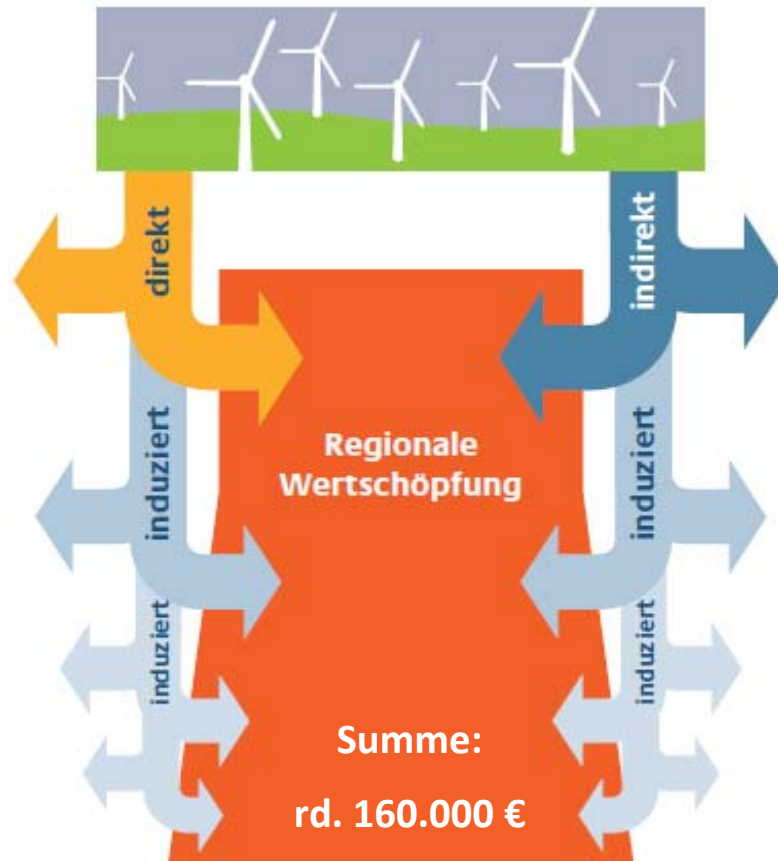 direkt
indirekt
Regionale
Wertschöpfung
induziert
induziert
induziert
induziert
Summe:
rd. 160.000 €